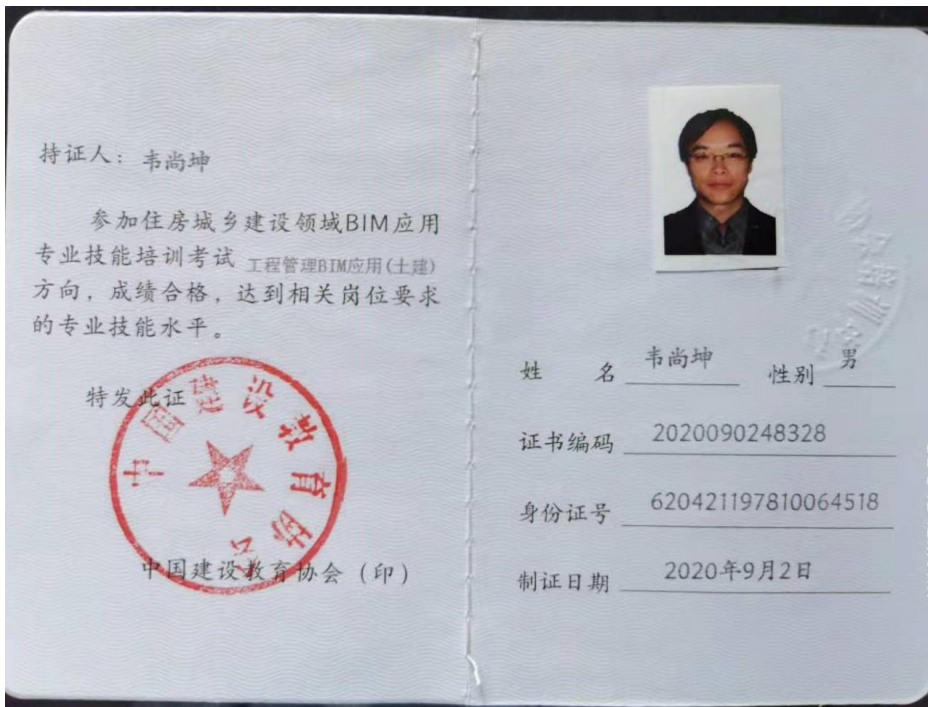 持证人：韦尚坤
参加住房城乡建设领域BIM应用
专业技能培训考试 工程管理BIM应用(土建)
方向，成绩合格，达到相关岗位要求
的专业技能水平。
特发此证
中国建设教育协会
中国建设教育协会（印）
姓 名 韦尚坤 性别 男
证书编码 2020090248328
身份证号 620421197810064518
制证日期 2020年9月2日